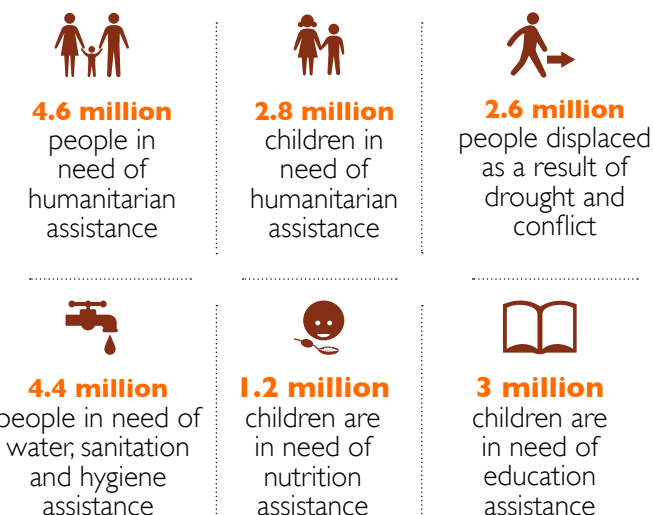 4.6 million
people in
need of
humanitarian
assistance
2.8 million
children in
need of
humanitarian
assistance
2.6 million
people displaced
as a result of
drought and
conflict
4.4 million
people in need of
water, sanitation
and hygiene
assistance
1.2 million
children are
in need of
nutrition
assistance
3 million
children are
in need of
education
assistance